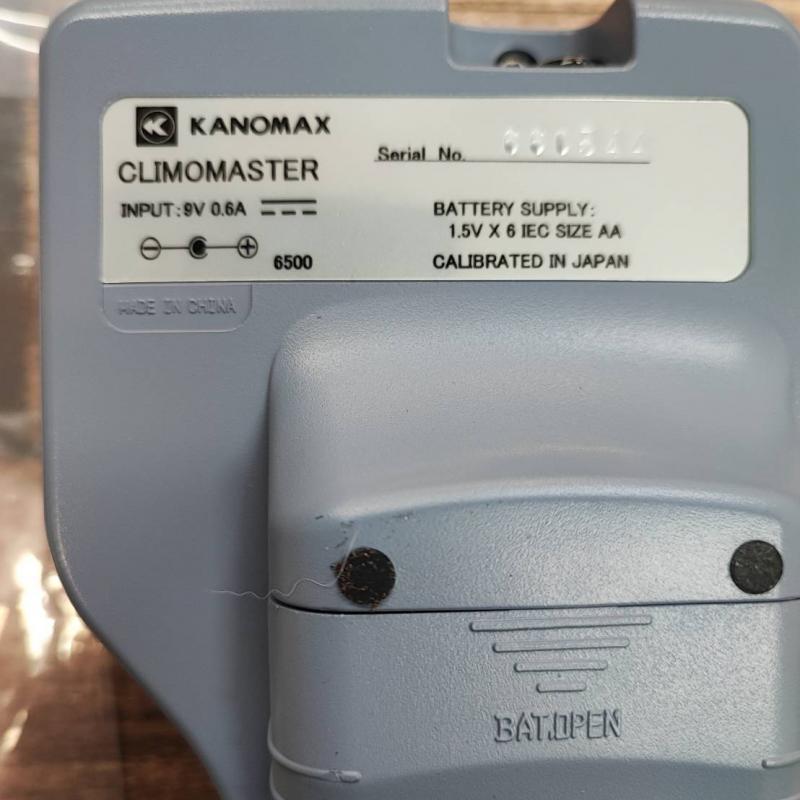 KANOMAX
CLIMOMASTER
Serial No. 660544
INPUT: 9V 0.6A
BATTERY SUPPLY:
1.5V X 6 IEC SIZE AA
6500
CALIBRATED IN JAPAN
MADE IN CHINA
BAT.OPEN